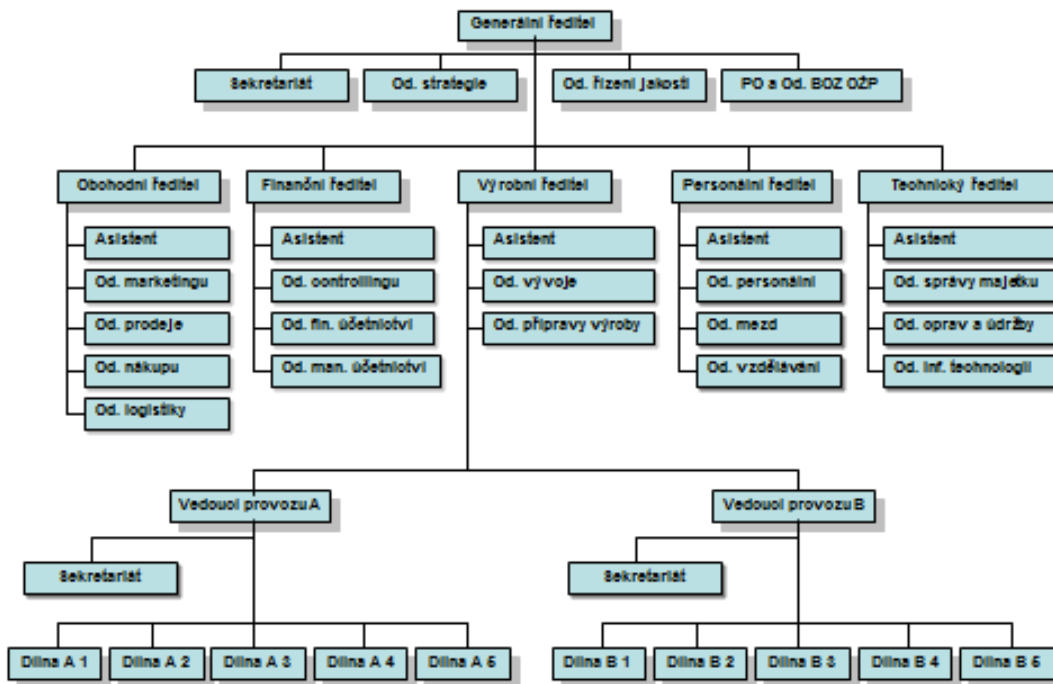 Generální ředitel
Sekretariát
Od. strategie
Od. řízení jakosti
PO a Od. BOZ OŽP
Obchodní ředitel
Finanční ředitel
Výrobní ředitel
Personální ředitel
Technický ředitel
Asistent
Asistent
Asistent
Asistent
Asistent
Od. marketingu
Od. controllingu
Od. vývoje
Od. personální
Od. správy majetku
Od. prodeje
Od. fin. účetnictví
Od. přípravy výroby
Od. mezd
Od. oprav a údržby
Od. nákupu
Od. man. účetnictví
Od. vzdělávání
Od. inf. technologií
Od. logistiky
Vedoucí provozu A
Vedoucí provozu B
Sekretariát
Sekretariát
Dílna A 1
Dílna A 2
Dílna A 3
Dílna A 4
Dílna A 5
Dílna B 1
Dílna B 2
Dílna B 3
Dílna B 4
Dílna B 5